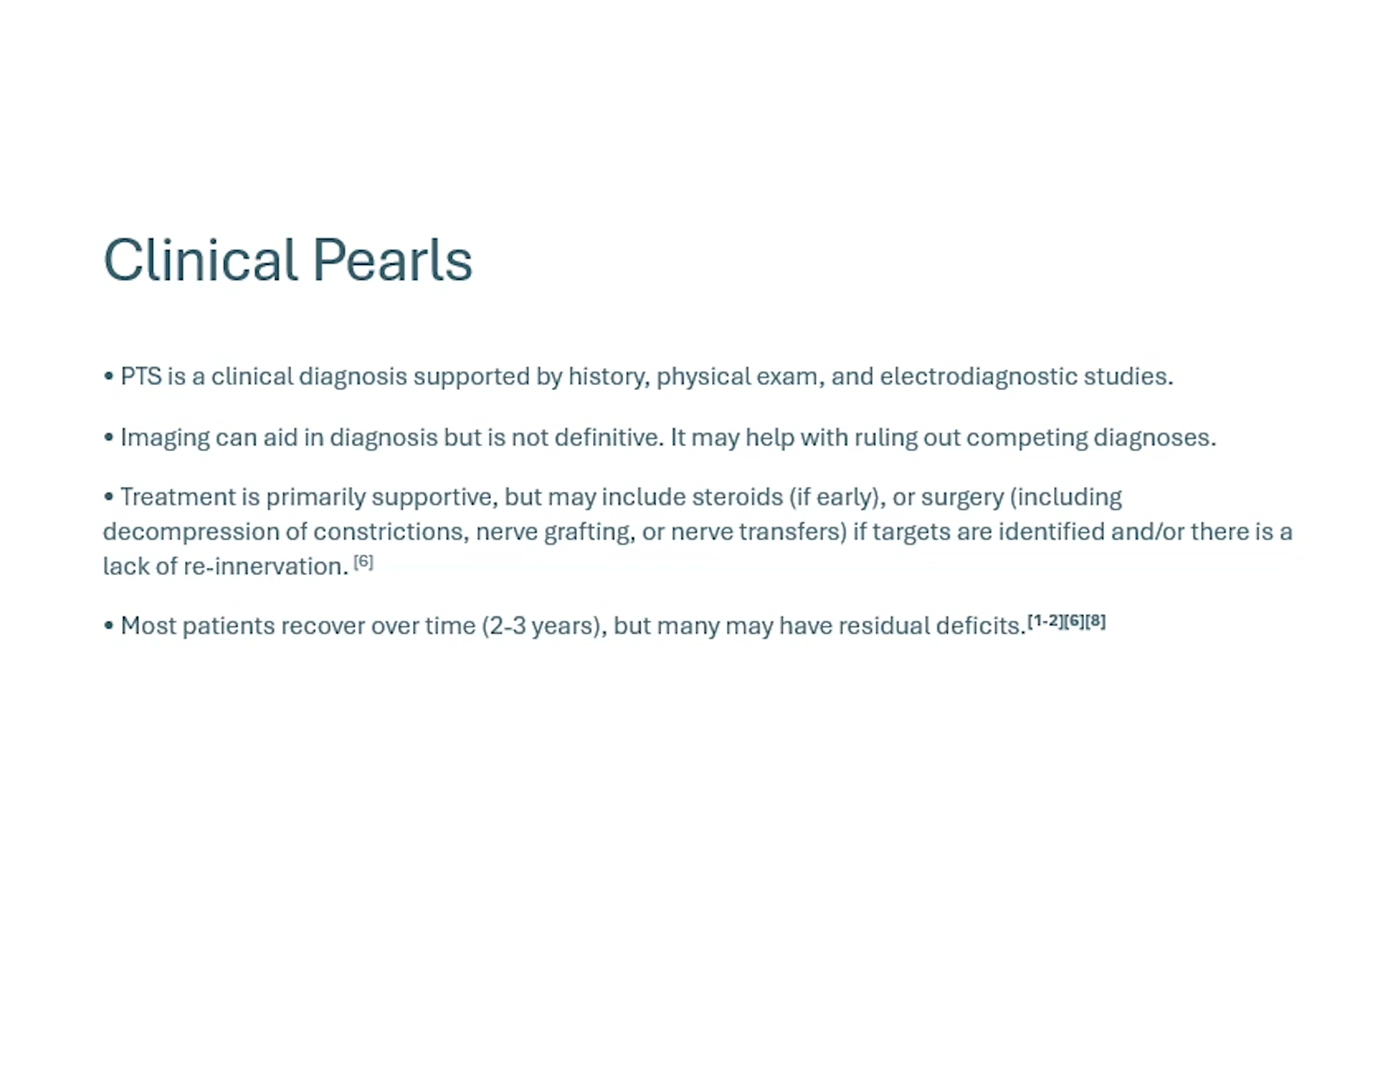 Clinical Pearls
• PTS is a clinical diagnosis supported by history, physical exam, and electrodiagnostic studies.
• Imaging can aid in diagnosis but is not definitive. It may help with ruling out competing diagnoses.
• Treatment is primarily supportive, but may include steroids (if early), or surgery (including
decompression of constrictions, nerve grafting, or nerve transfers) if targets are identified and/or there is a
lack of re-innervation. [6]
• Most patients recover over time (2-3 years), but many may have residual deficits.[1-2][6][8]